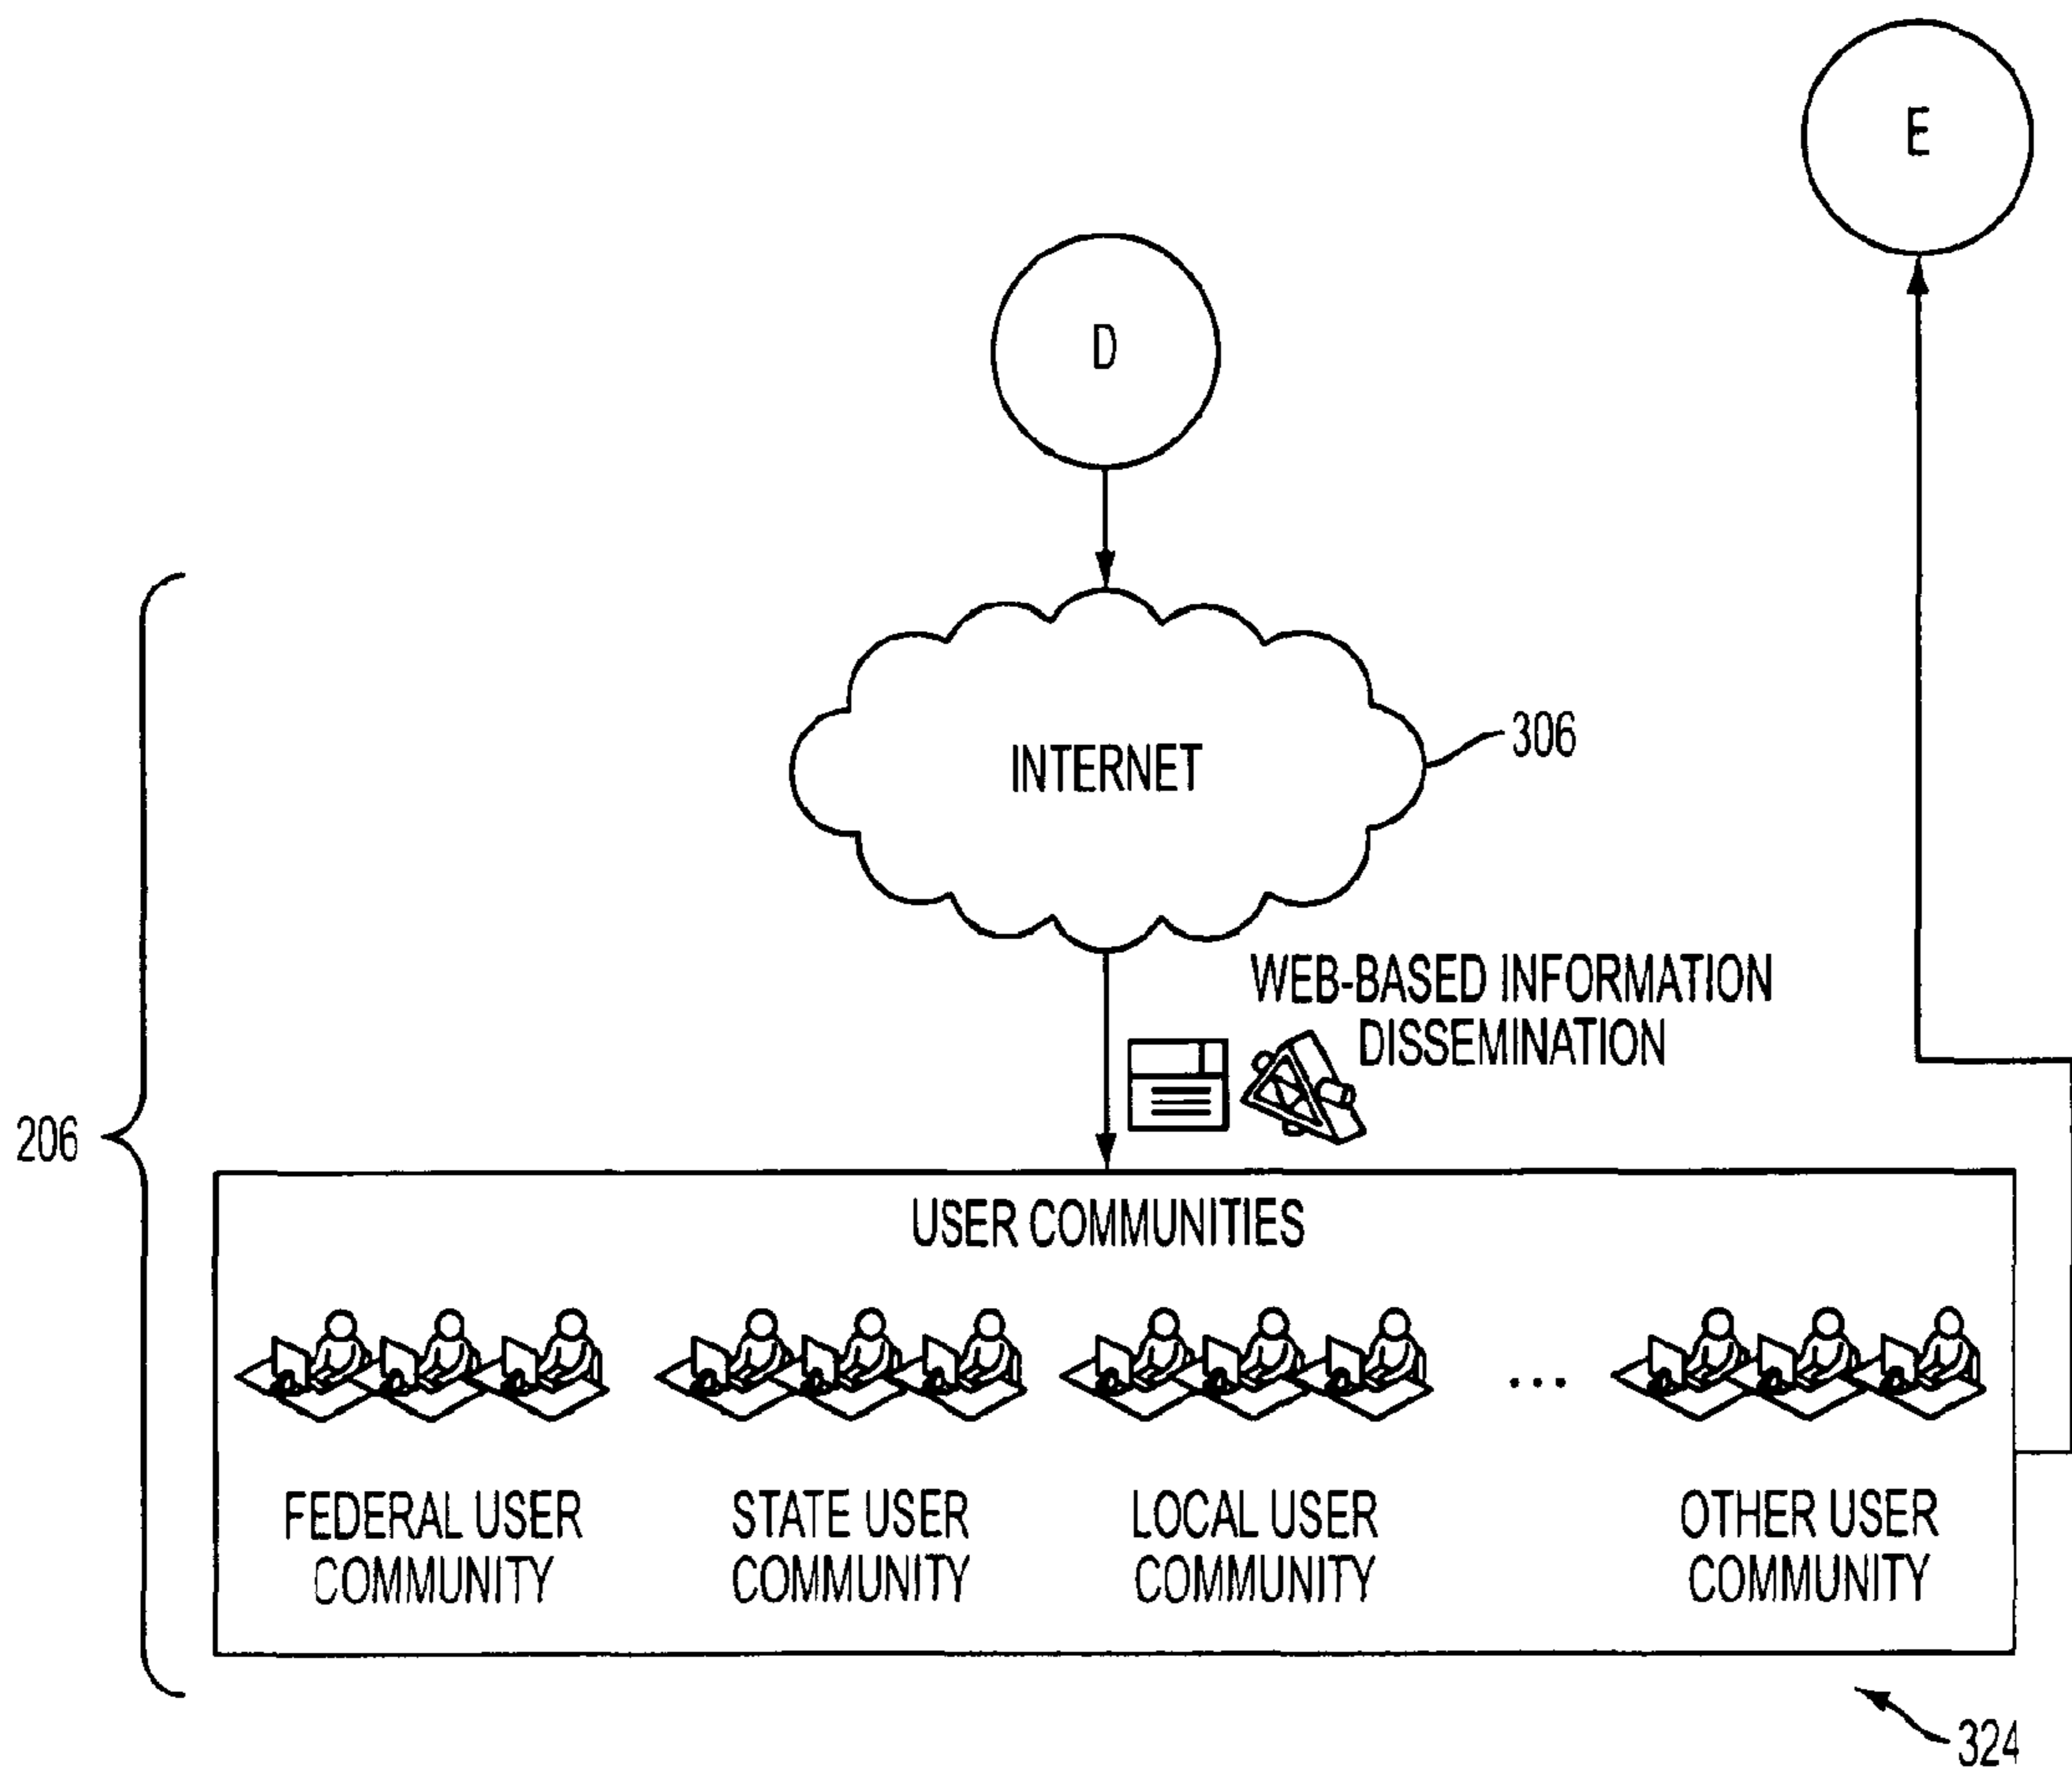 E
D
INTERNET
306
WEB-BASED INFORMATION
DISSEMINATION
206
USER COMMUNITIES
...
FEDERAL USER
COMMUNITY
STATE USER
COMMUNITY
LOCAL USER
COMMUNITY
OTHER USER
COMMUNITY
324